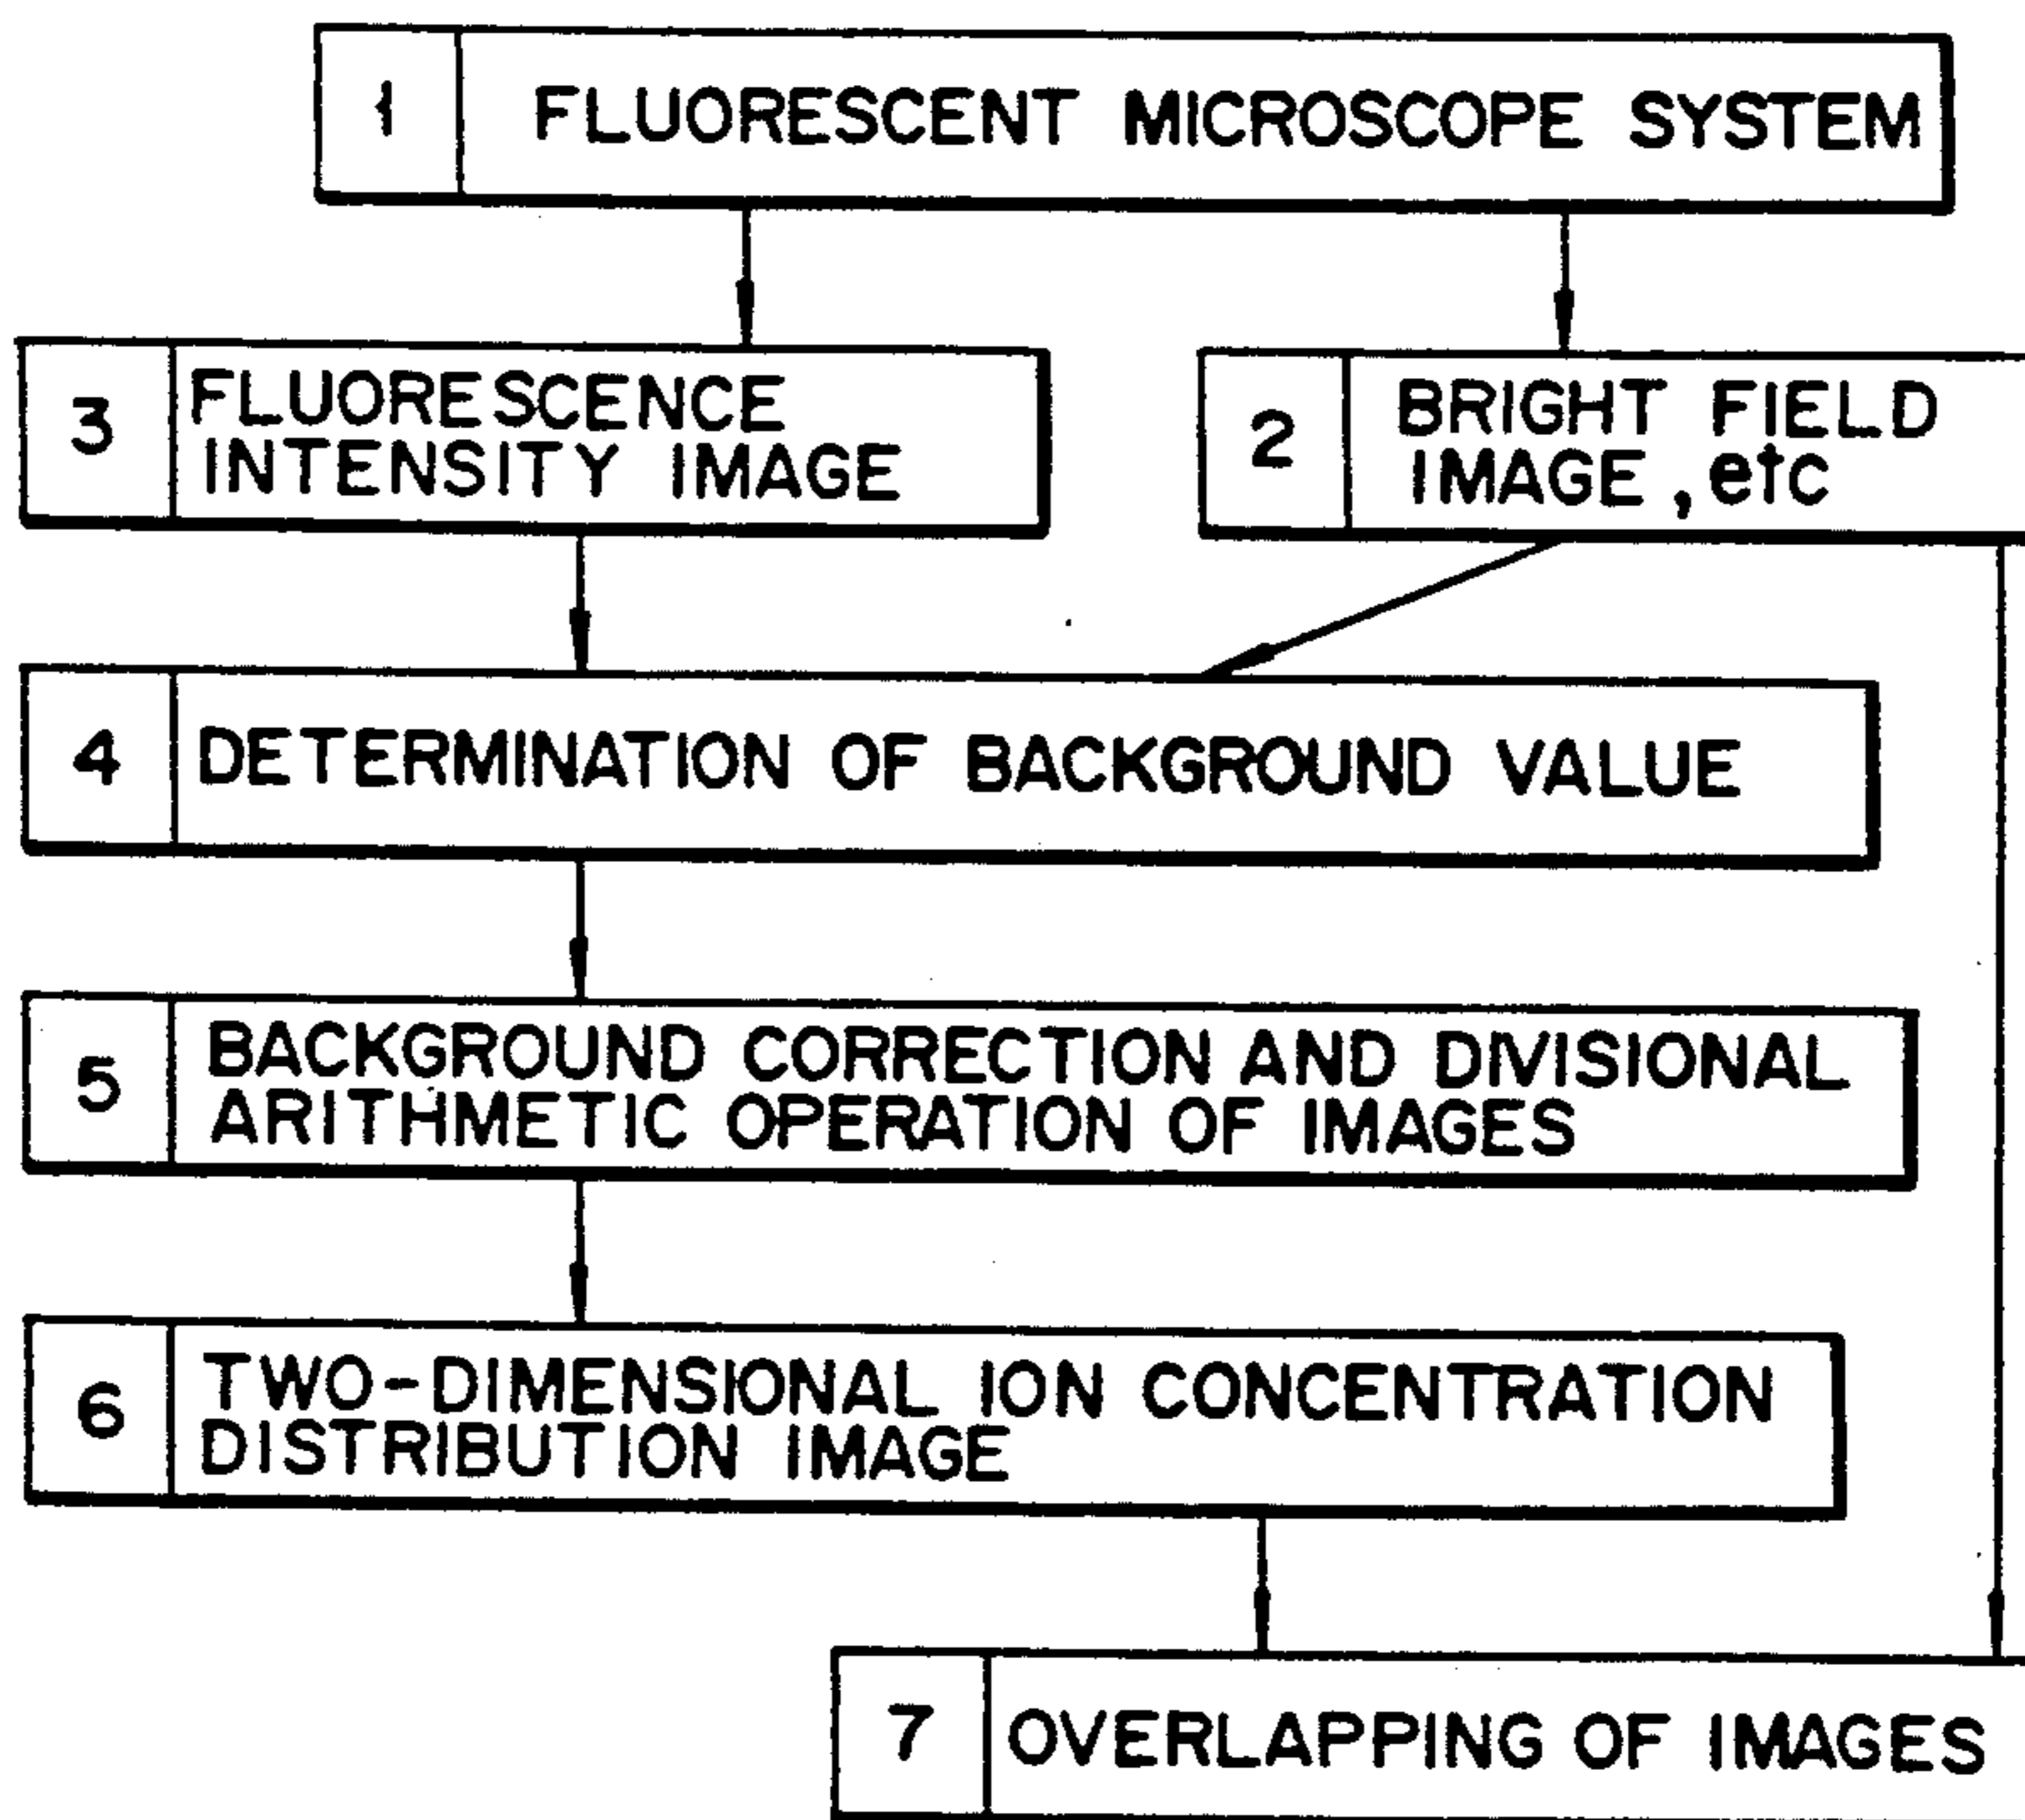 1 FLUORESCENT MICROSCOPE SYSTEM
3 FLUORESCENCE
INTENSITY IMAGE
2 BRIGHT FIELD
IMAGE, etc
4 DETERMINATION OF BACKGROUND VALUE
5 BACKGROUND CORRECTION AND DIVISIONAL
ARITHMETIC OPERATION OF IMAGES
6 TWO-DIMENSIONAL ION CONCENTRATION
DISTRIBUTION IMAGE
7 OVERLAPPING OF IMAGES